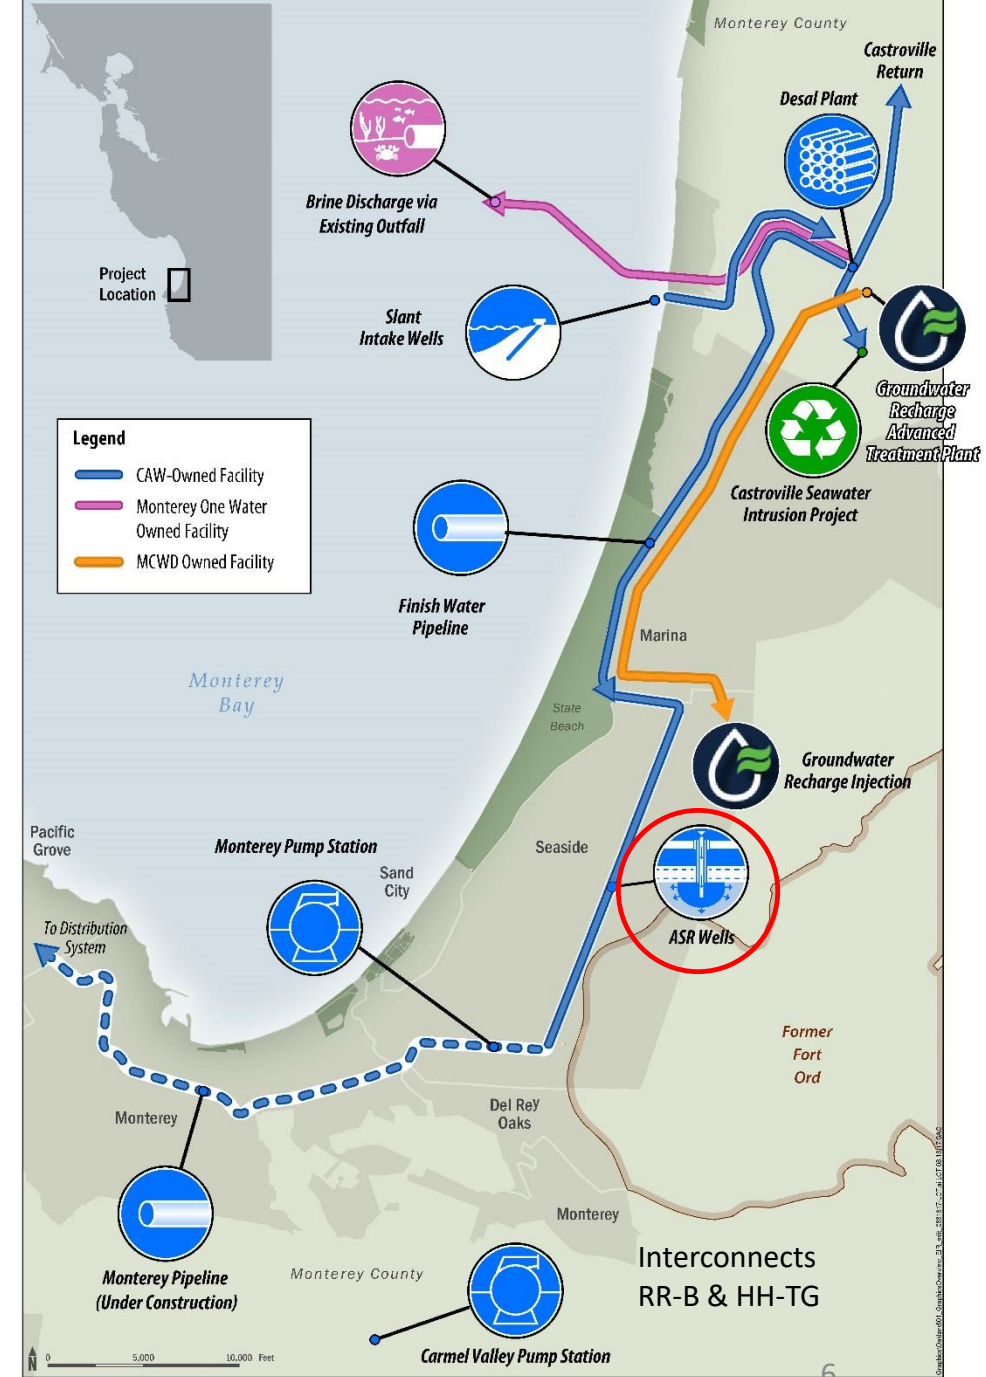 Monterey County
Castroville
Return
Desal Plant
Brine Discharge via
Existing Outfall
Project
Location
Slant
Intake Wells
Groundwater
Recharge
Advanced
Treatment Plant
Legend
CAW-Owned Facility
Monterey One Water
Owned Facility
MCWD Owned Facility
Castroville Seawater
Intrusion Project
Finish Water
Pipeline
Marina
Monterey
Bay
State
Beach
Groundwater
Recharge Injection
Pacific
Grove
Monterey Pump Station
Seaside
Sand
City
ASR Wells
To Distribution
System
Former
Fort
Ord
Monterey
Del Rey
Oaks
Monterey
Interconnects
RR-B & HH-TG
Monterey Pipeline
(Under Construction)
Monterey County
Carmel Valley Pump Station
N
0 5,000 10,000 Feet
6